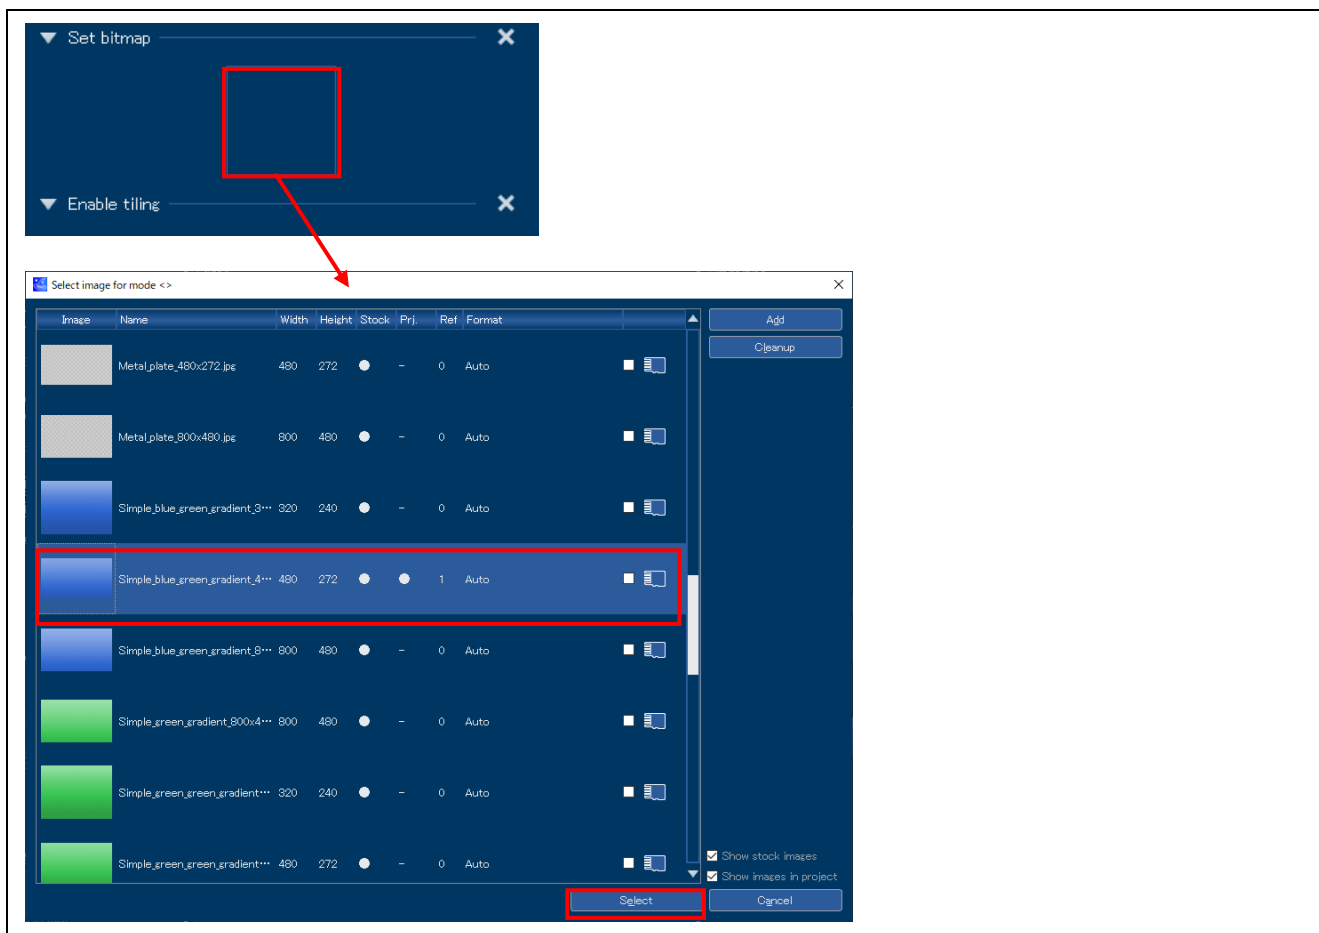 Set bitmap
Enable tiling
Select image for mode <>
Image Name Width Height Stock Prj. Ref Format
Add
Cleanup
Metal_plate_480x272.jpg 480 272 - 0 Auto
Metal_plate_800x480.jpg 800 480 - 0 Auto
Simple_blue_green_gradient_3… 320 240 - 0 Auto
Simple_blue_green_gradient_4… 480 272 1 Auto
Simple_blue_green_gradient_8… 800 480 - 0 Auto
Simple_green_gradient_800x4… 800 480 - 0 Auto
Simple_green_green_gradient… 320 240 - 0 Auto
Simple_green_green_gradient… 480 272 - 0 Auto
Show stock images
Show images in project
Select Cancel